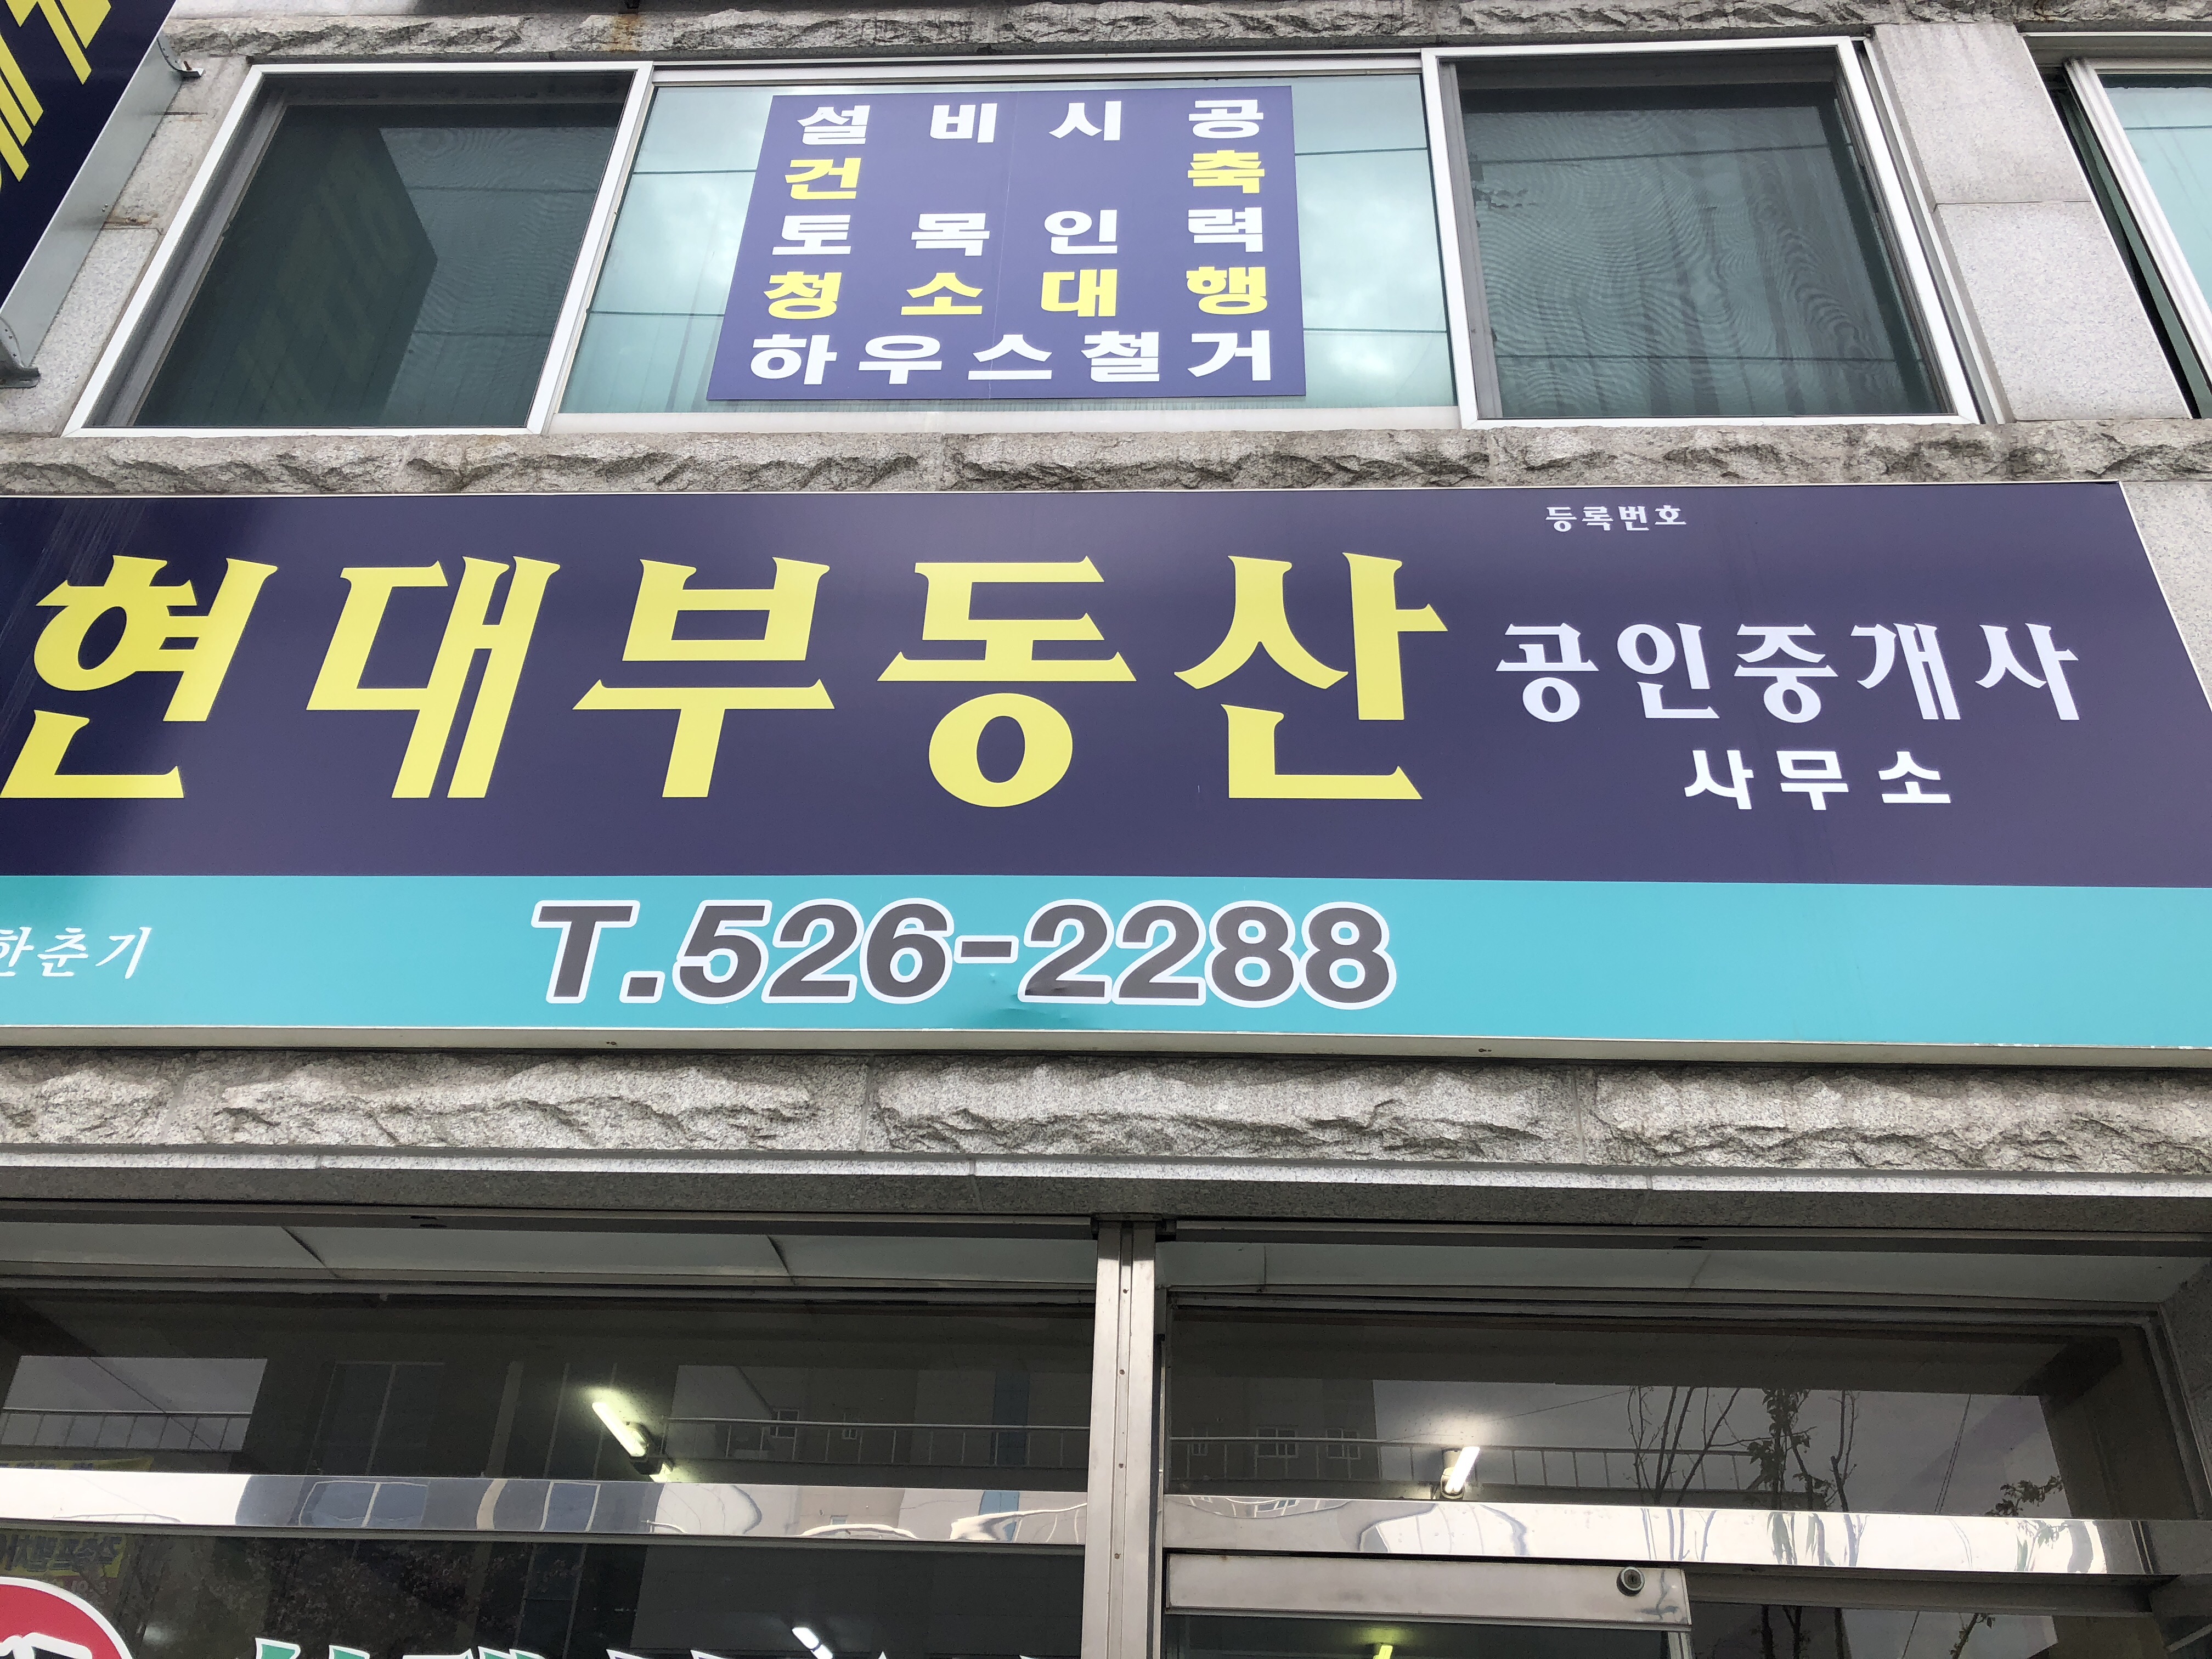 설비시공
건축
토목인력
청소대행
하우스철거
등록번호
현대부동산 공인중개사
사무소
한춘기
T.526-2288